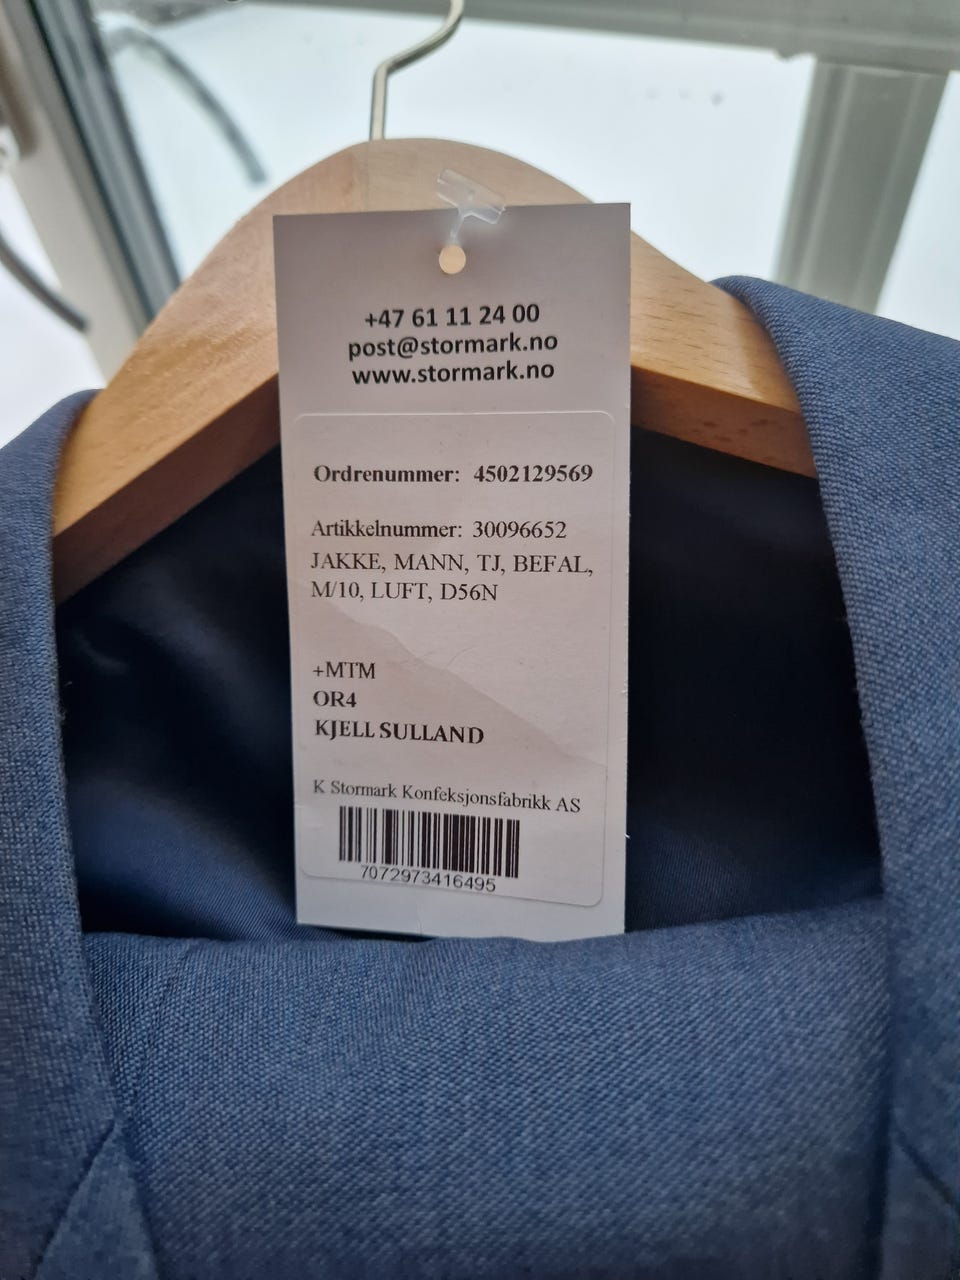 +47 61 11 24 00
post@stormark.no
www.stormark.no
Ordrenummer: 4502129569
Artikkelnummer: 30096652
JAKKE, MANN, TJ, BEFAL,
M/10, LUFT, D56N
+MTM
OR4
KJELL SULLAND
K Stormark Konfeksjonsfabrikk AS
7072973416495